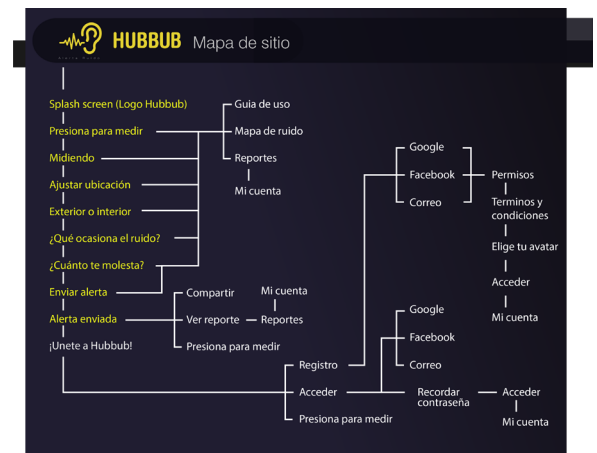 HUBBUB Mapa de sitio
Splash screen (Logo Hubbub)
Presiona para medir
Midiendo
Ajustar ubicación
Exterior o interior
¿Qué ocasiona el ruido?
¿Cuánto te molesta?
Enviar alerta
Alerta enviada
¡Unete a Hubbub!
Guia de uso
Mapa de ruido
Reportes
Mi cuenta
Compartir
Ver reporte
Presiona para medir
Mi cuenta
Reportes
Registro
Acceder
Presiona para medir
Google
Facebook
Correo
Permisos
Terminos y
condiciones
Elige tu avatar
Acceder
Mi cuenta
Google
Facebook
Correo
Recordar
contraseña
Acceder
Mi cuenta